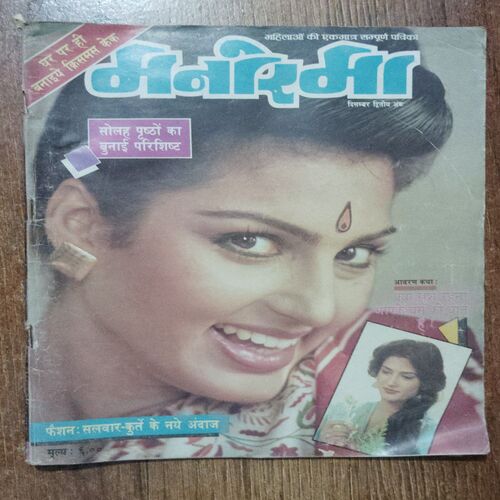 महिलाओं की एकमात्र सम्पूर्ण पत्रिका
घर पर ही
बनाइये क्रिसमस केक
मनोरमा
दिसम्बर द्वितीय अंक
सोलह पृष्ठों का
बुनाई परिशिष्ट
आवरण कथा :
फैशन: सलवार-कुर्ते के नये अंदाज
मूल्य :